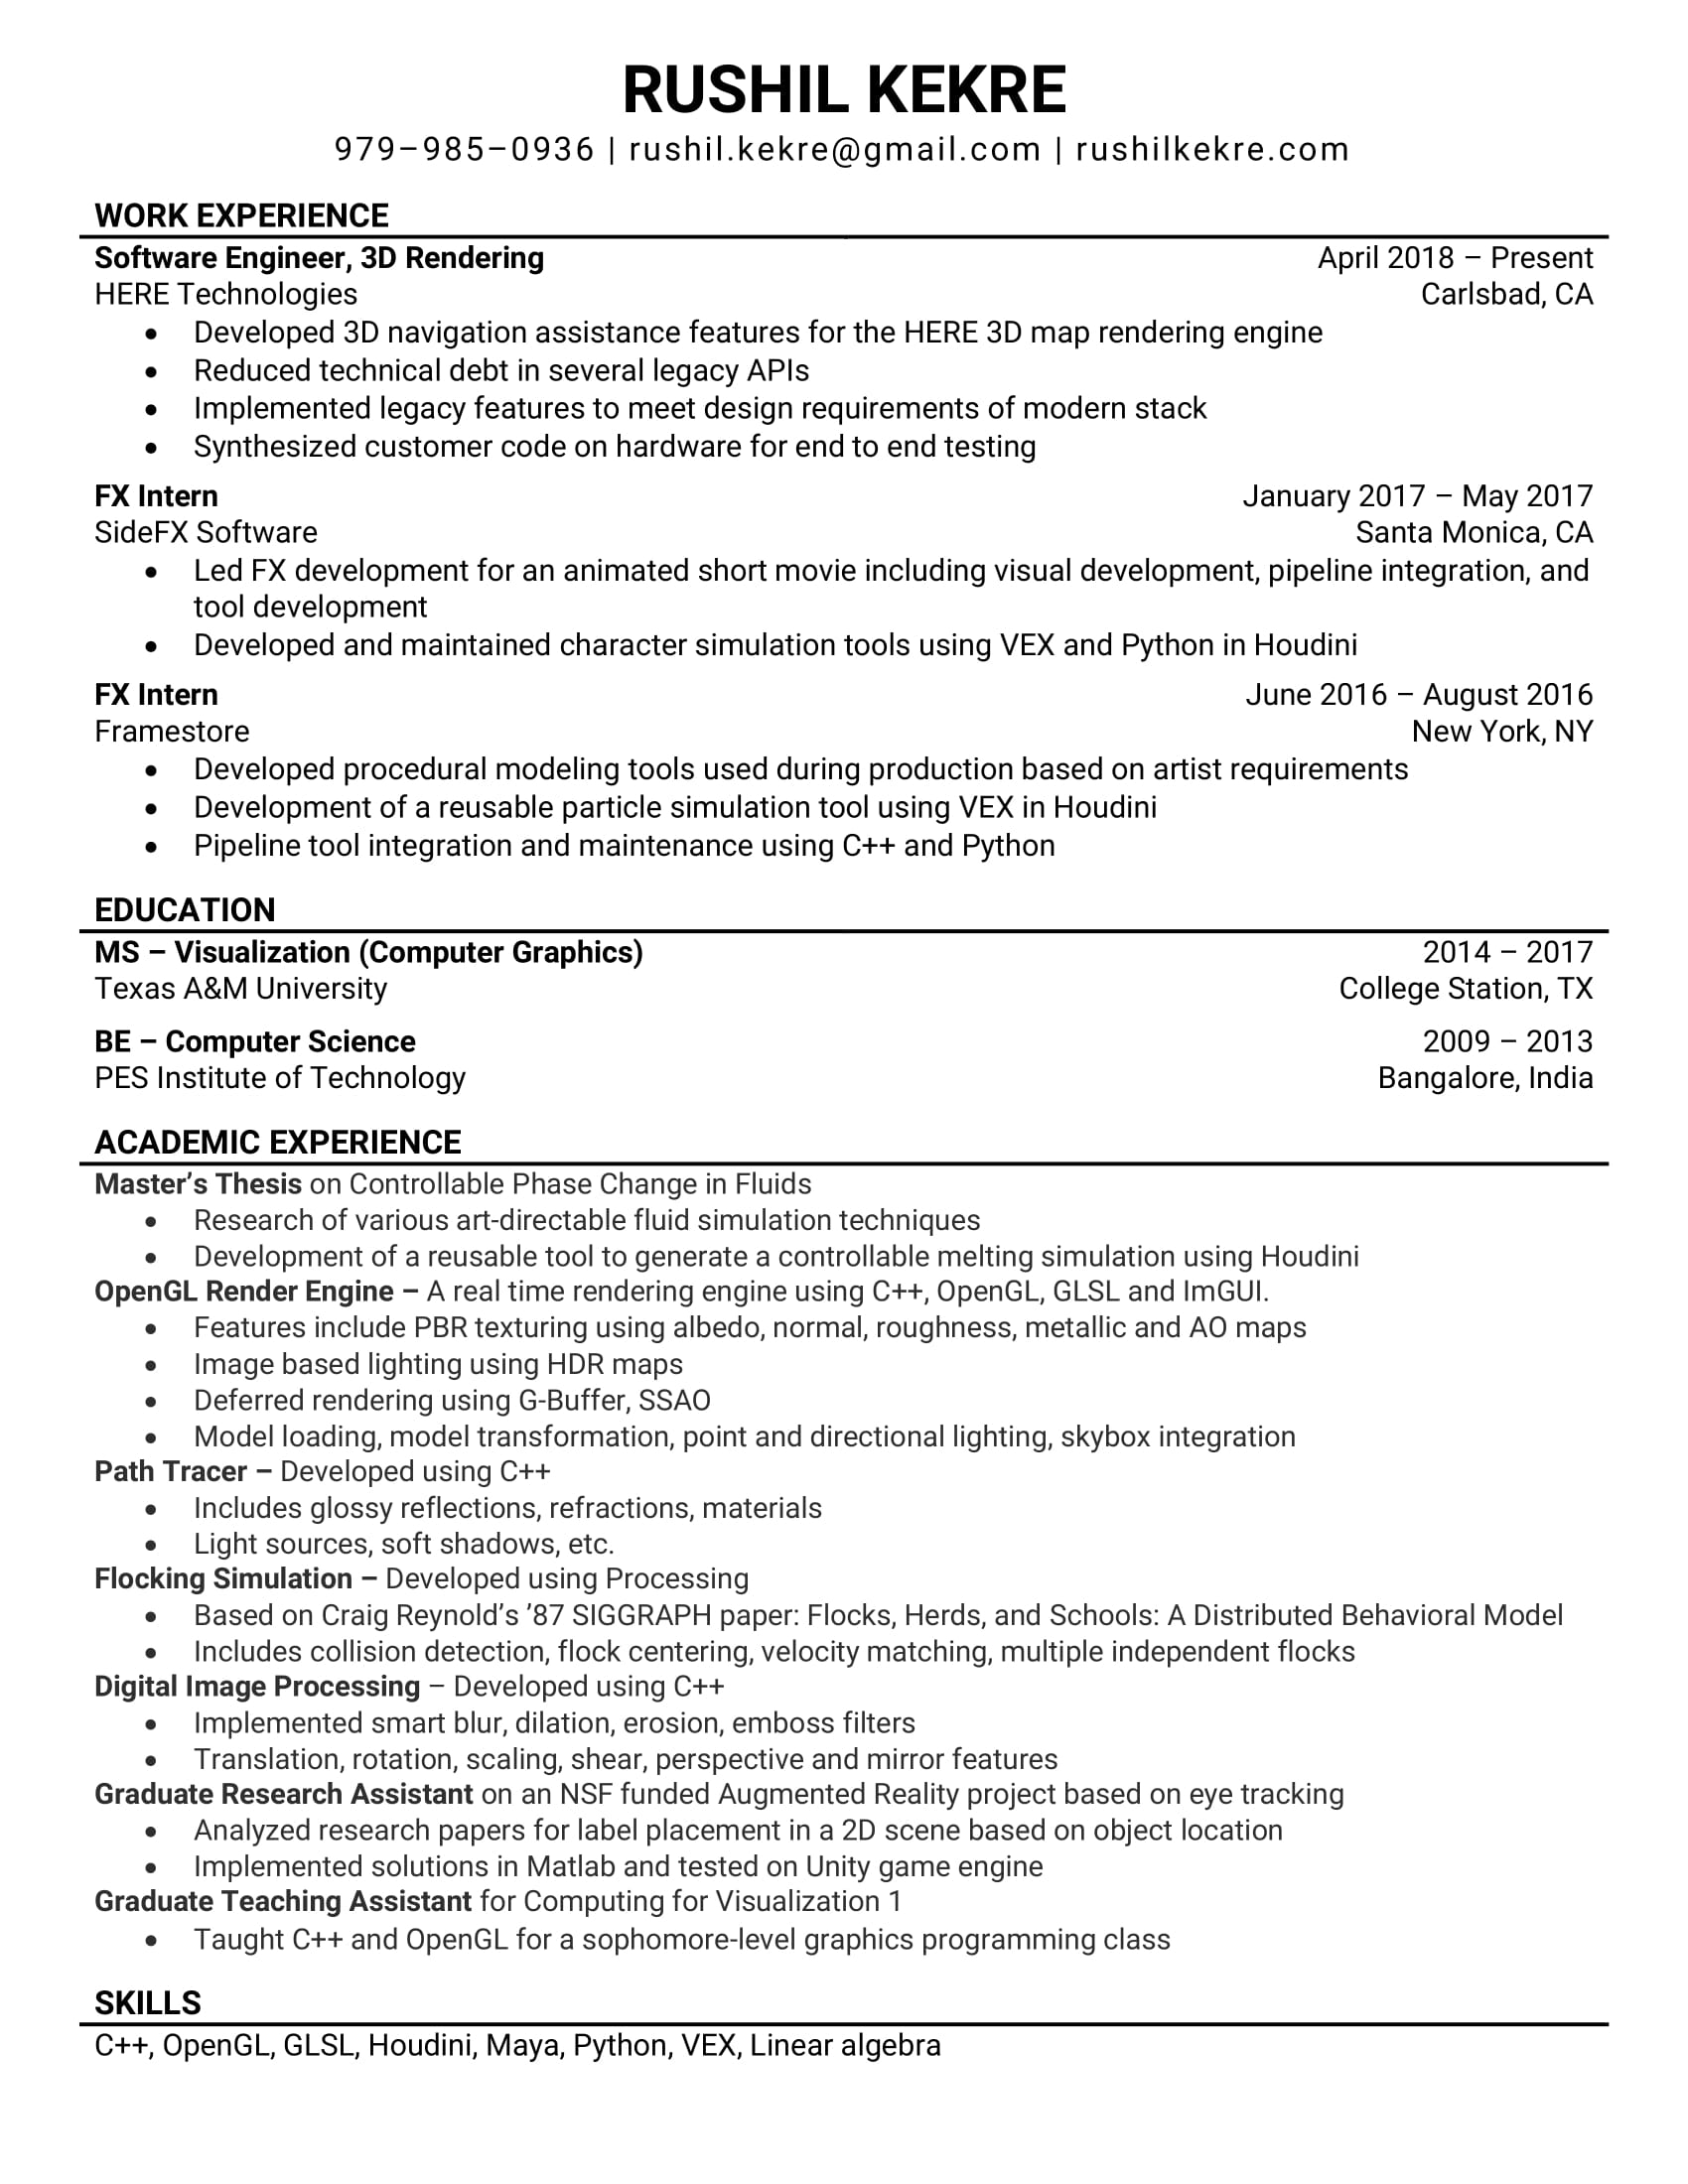 RUSHIL KEKRE
979–985–0936 | rushil.kekre@gmail.com | rushilkekre.com
WORK EXPERIENCE
Software Engineer, 3D Rendering April 2018 – Present
HERE Technologies Carlsbad, CA
• Developed 3D navigation assistance features for the HERE 3D map rendering engine
• Reduced technical debt in several legacy APIs
• Implemented legacy features to meet design requirements of modern stack
• Synthesized customer code on hardware for end to end testing
FX Intern January 2017 – May 2017
SideFX Software Santa Monica, CA
• Led FX development for an animated short movie including visual development, pipeline integration, and
tool development
• Developed and maintained character simulation tools using VEX and Python in Houdini
FX Intern June 2016 – August 2016
Framestore New York, NY
• Developed procedural modeling tools used during production based on artist requirements
• Development of a reusable particle simulation tool using VEX in Houdini
• Pipeline tool integration and maintenance using C++ and Python
EDUCATION
MS – Visualization (Computer Graphics) 2014 – 2017
Texas A&M University College Station, TX
BE – Computer Science 2009 – 2013
PES Institute of Technology Bangalore, India
ACADEMIC EXPERIENCE
Master’s Thesis on Controllable Phase Change in Fluids
• Research of various art-directable fluid simulation techniques
• Development of a reusable tool to generate a controllable melting simulation using Houdini
OpenGL Render Engine – A real time rendering engine using C++, OpenGL, GLSL and ImGUI.
• Features include PBR texturing using albedo, normal, roughness, metallic and AO maps
• Image based lighting using HDR maps
• Deferred rendering using G-Buffer, SSAO
• Model loading, model transformation, point and directional lighting, skybox integration
Path Tracer – Developed using C++
• Includes glossy reflections, refractions, materials
• Light sources, soft shadows, etc.
Flocking Simulation – Developed using Processing
• Based on Craig Reynold’s ’87 SIGGRAPH paper: Flocks, Herds, and Schools: A Distributed Behavioral Model
• Includes collision detection, flock centering, velocity matching, multiple independent flocks
Digital Image Processing – Developed using C++
• Implemented smart blur, dilation, erosion, emboss filters
• Translation, rotation, scaling, shear, perspective and mirror features
Graduate Research Assistant on an NSF funded Augmented Reality project based on eye tracking
• Analyzed research papers for label placement in a 2D scene based on object location
• Implemented solutions in Matlab and tested on Unity game engine
Graduate Teaching Assistant for Computing for Visualization 1
• Taught C++ and OpenGL for a sophomore-level graphics programming class
SKILLS
C++, OpenGL, GLSL, Houdini, Maya, Python, VEX, Linear algebra